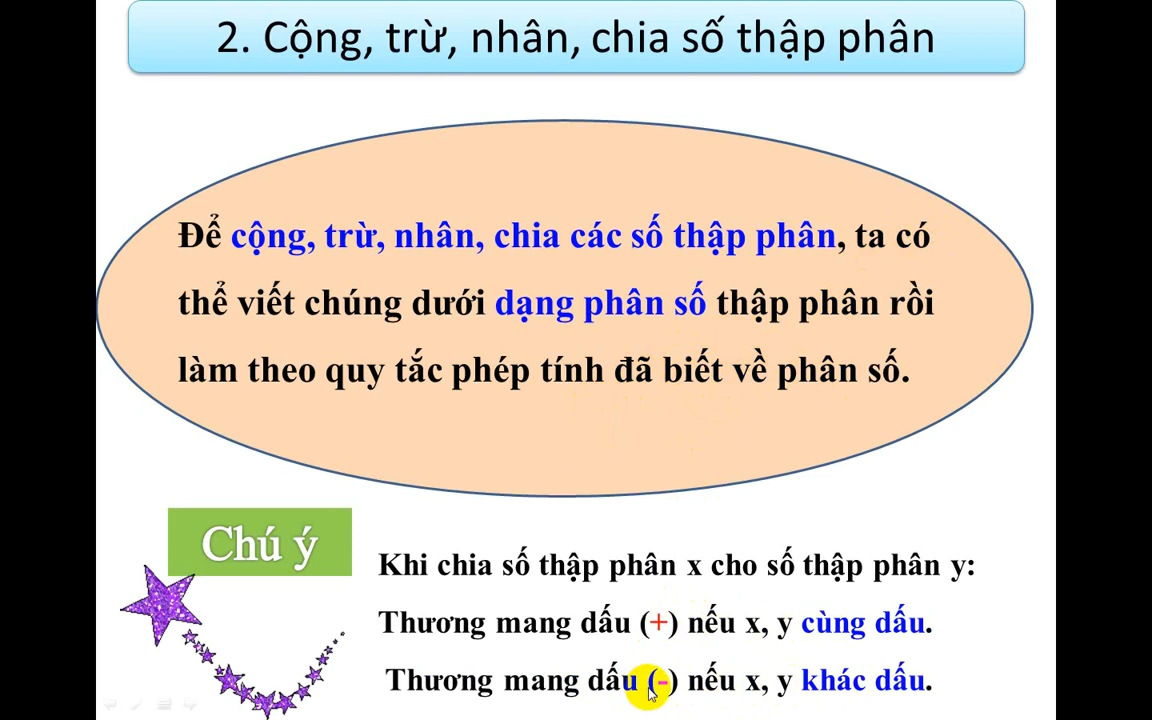 2. Cộng, trừ, nhân, chia số thập phân
Để cộng, trừ, nhân, chia các số thập phân, ta có
thể viết chúng dưới dạng phân số thập phân rồi
làm theo quy tắc phép tính đã biết về phân số.
Chú ý
Khi chia số thập phân x cho số thập phân y:
Thương mang dấu (+) nếu x, y cùng dấu.
Thương mang dấu (-) nếu x, y khác dấu.